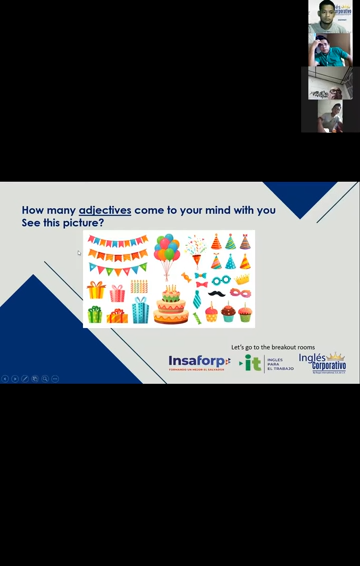 How many adjectives come to your mind with you
See this picture?
Let's go to the breakout rooms
Insaforp
it
INGLÉS
PARA
EL TRABAJO
Inglés
Corporativo